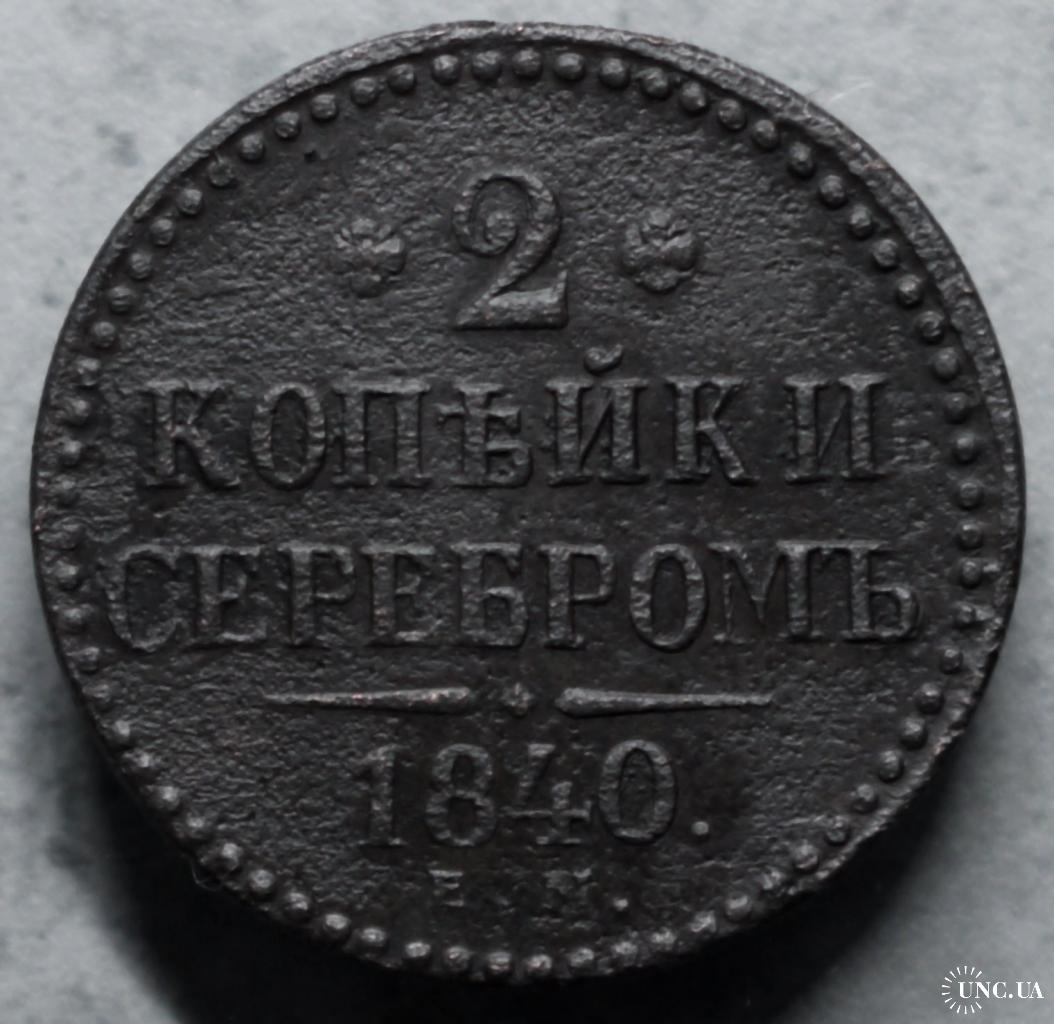 2
КОПѢЙКИ
СЕРЕБРОМЪ
1840.
Е.М.
UNC.UA